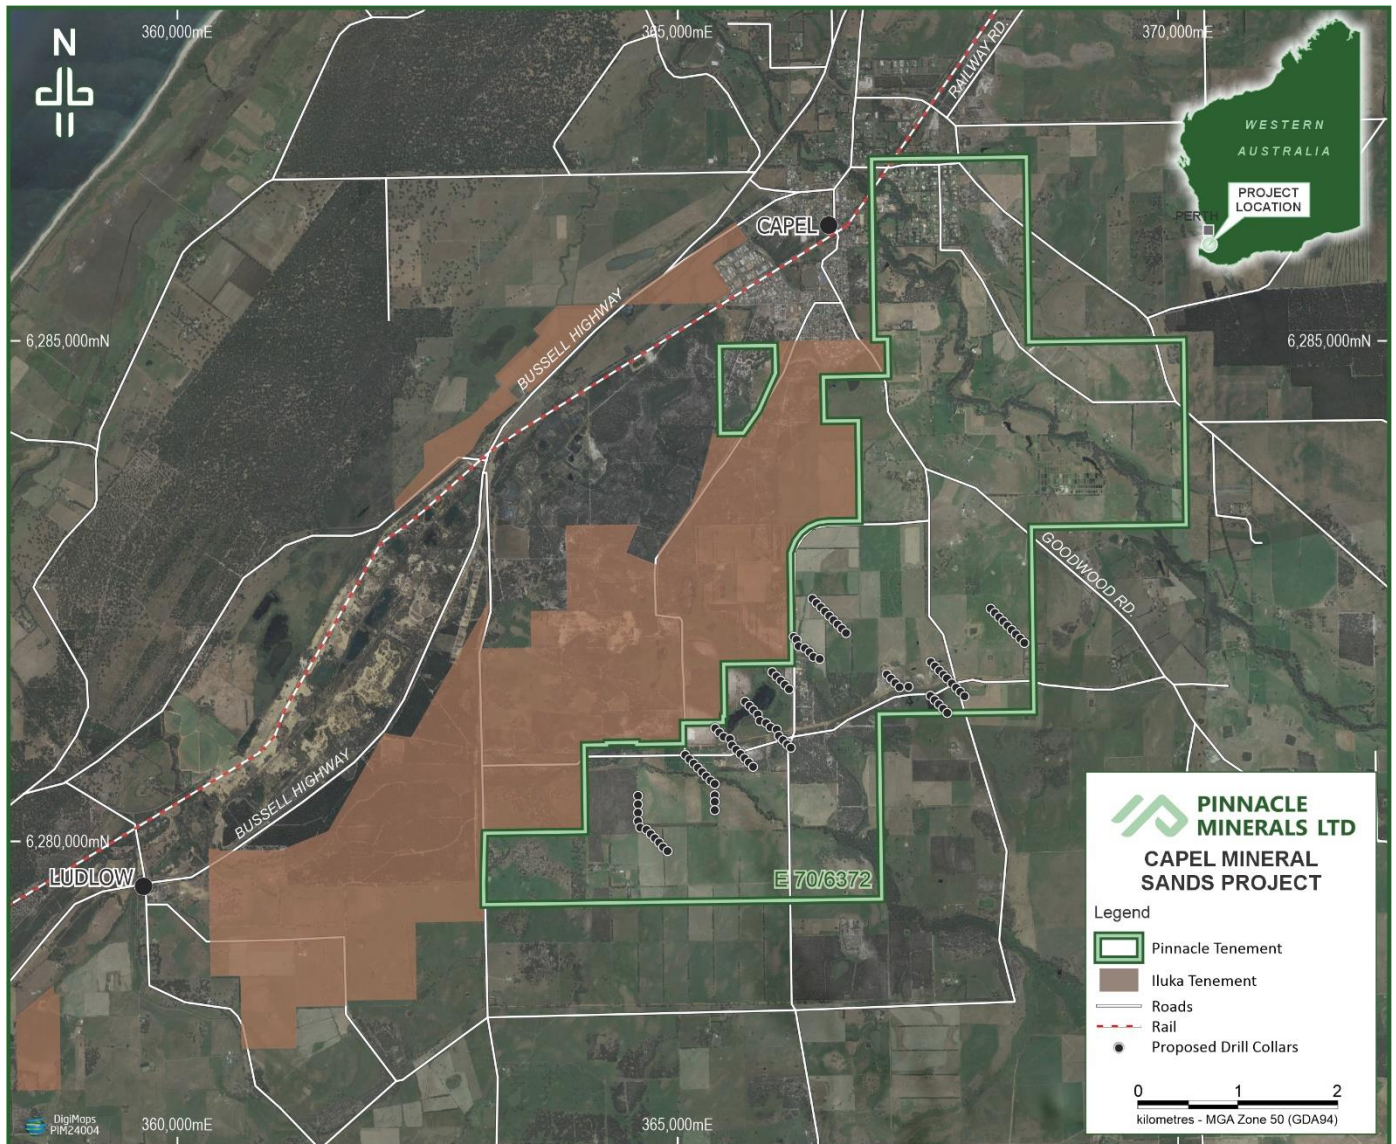 N
360,000mE
365,000mE
370,000mE
RAILWAY RD.
WESTERN
AUSTRALIA
PROJECT
LOCATION
PERTH
CAPEL
6,285,000mN
6,285,000mN
BUSSELL HIGHWAY
GOODWOOD RD.
BUSSELL HIGHWAY
6,280,000mN
LUDLOW
E 70/6372
PINNACLE
MINERALS LTD
CAPEL MINERAL
SANDS PROJECT
Legend
Pinnacle Tenement
Iluka Tenement
Roads
Rail
Proposed Drill Collars
0 1 2
kilometres - MGA Zone 50 (GDA94)
DigiMaps
PIM24004
360,000mE
365,000mE